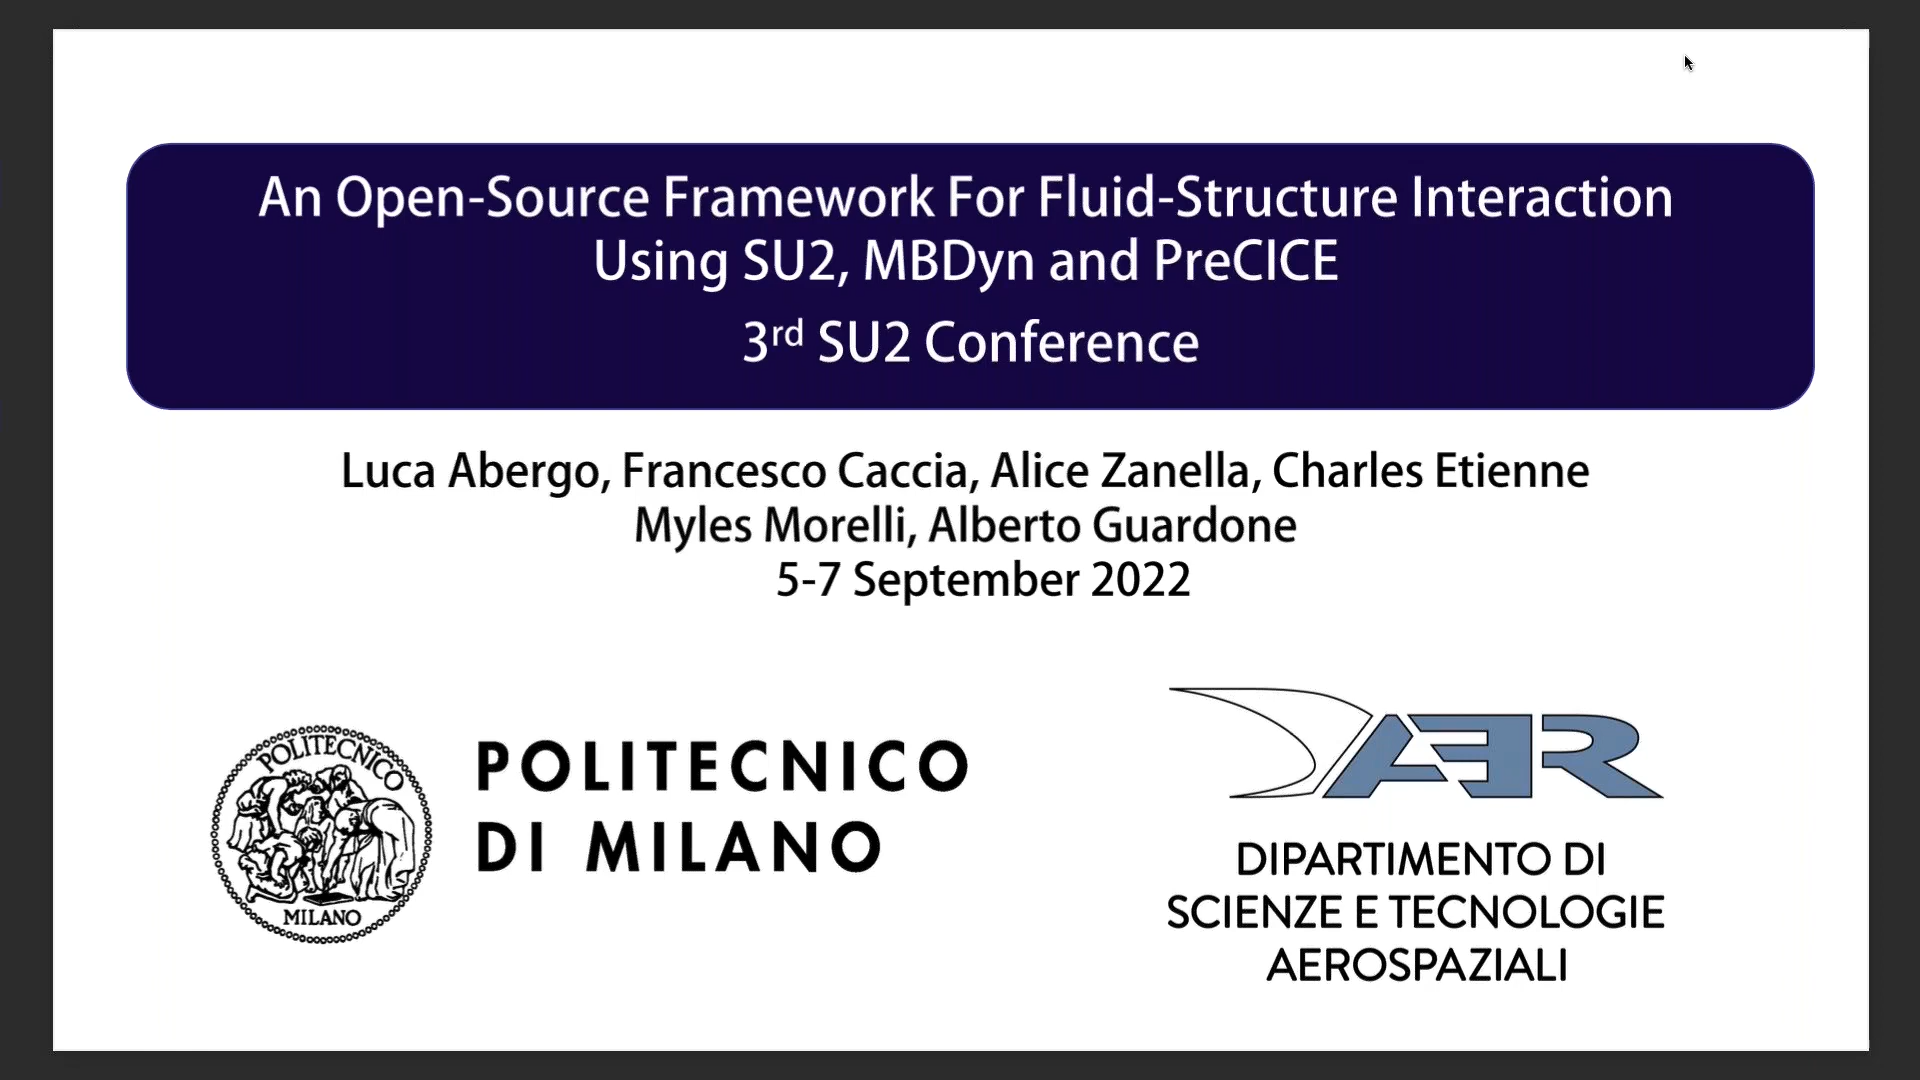 An Open-Source Framework For Fluid-Structure Interaction
Using SU2, MBDyn and PreCICE
3rd SU2 Conference
Luca Abergo, Francesco Caccia, Alice Zanella, Charles Etienne
Myles Morelli, Alberto Guardone
5-7 September 2022
POLITECNICO
MILANO
POLITECNICO
DI MILANO
DAER
DIPARTIMENTO DI
SCIENZE E TECNOLOGIE
AEROSPAZIALI